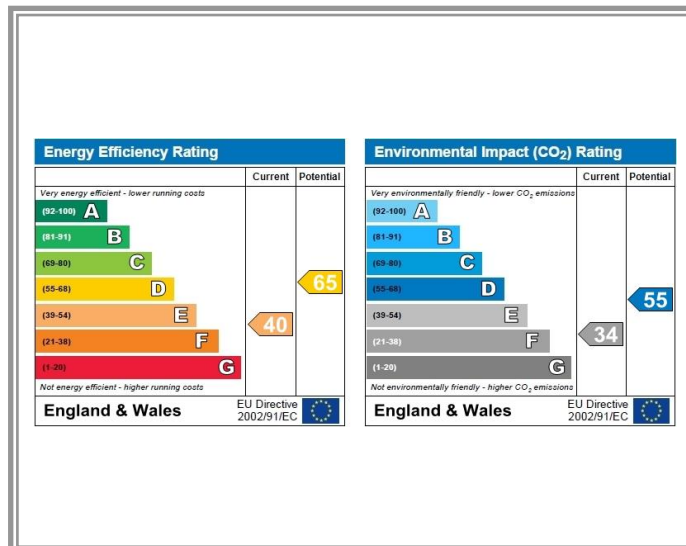 Energy Efficiency Rating
Current Potential
Very energy efficient - lower running costs
(92-100) A
(81-91) B
(69-80) C
(55-68) D
65
(39-54) E
40
(21-38) F
(1-20) G
Not energy efficient - higher running costs
England & Wales
EU Directive
2002/91/EC
Environmental Impact (CO₂) Rating
Current Potential
Very environmentally friendly - lower CO₂ emissions
(92-100) A
(81-91) B
(69-80) C
(55-68) D
55
(39-54) E
34
(21-38) F
(1-20) G
Not environmentally friendly - higher CO₂ emissions
England & Wales
EU Directive
2002/91/EC